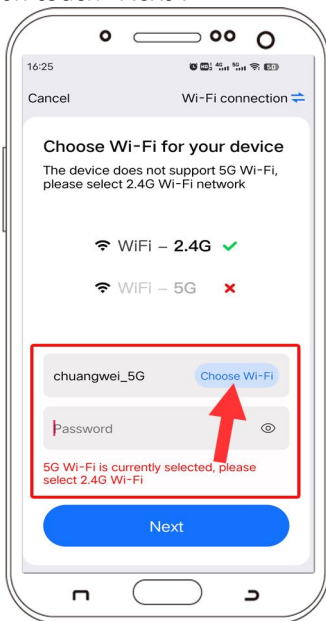 16:25
Cancel
Wi-Fi connection
Choose Wi-Fi for your device
The device does not support 5G Wi-Fi,
please select 2.4G Wi-Fi network
WiFi – 2.4G
WiFi – 5G
chuangwei_5G
Choose Wi-Fi
Password
5G Wi-Fi is currently selected, please
select 2.4G Wi-Fi
Next